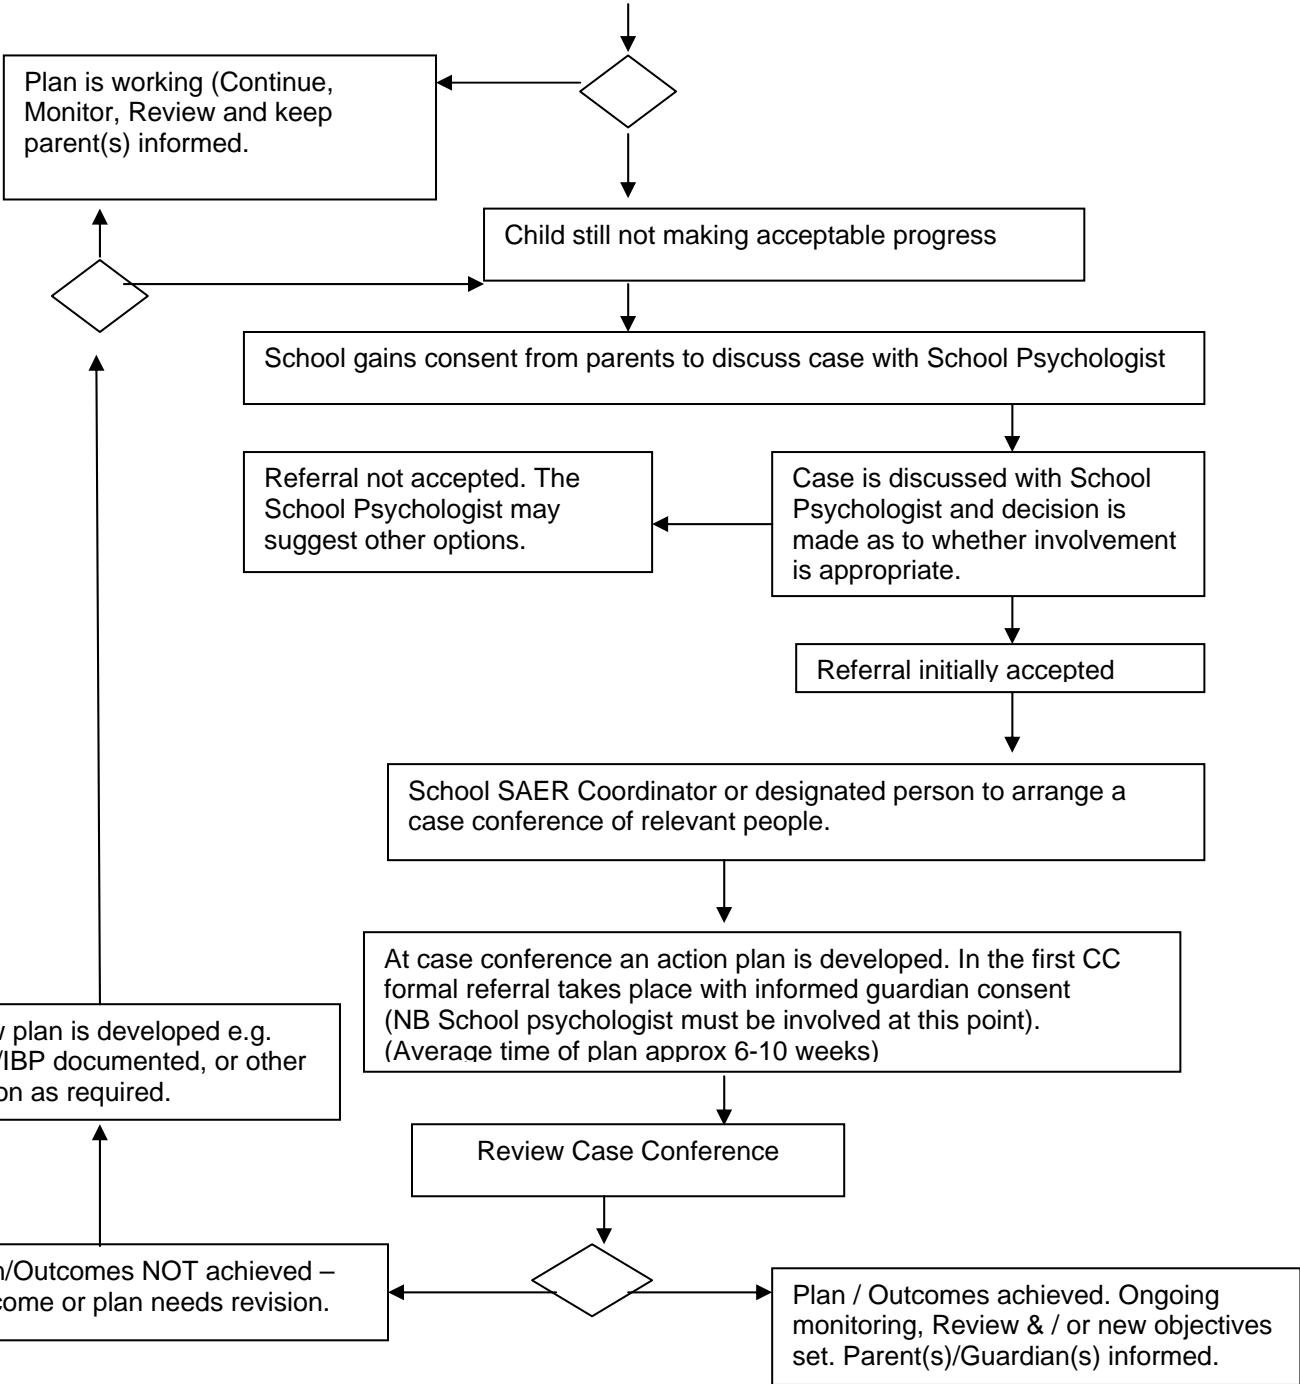 Plan is working (Continue,
Monitor, Review and keep
parent(s) informed.
Child still not making acceptable progress
School gains consent from parents to discuss case with School Psychologist
Referral not accepted. The
School Psychologist may
suggest other options.
Case is discussed with School
Psychologist and decision is
made as to whether involvement
is appropriate.
Referral initially accepted
School SAER Coordinator or designated person to arrange a
case conference of relevant people.
At case conference an action plan is developed. In the first CC
formal referral takes place with informed guardian consent
(NB School psychologist must be involved at this point).
(Average time of plan approx 6-10 weeks)
plan is developed e.g.
/IBP documented, or other
as required.
Review Case Conference
/Outcomes NOT achieved –
or plan needs revision.
Plan / Outcomes achieved. Ongoing
monitoring, Review & / or new objectives
set. Parent(s)/Guardian(s) informed.